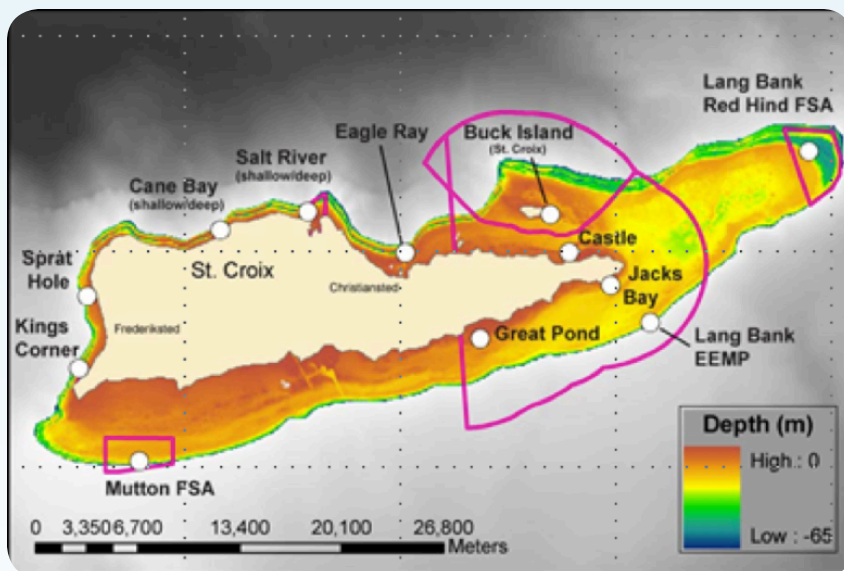 Lang Bank
Red Hind FSA
Buck Island
(St. Croix)
Eagle Ray
Salt River
(shallow/deep)
Cane Bay
(shallow/deep)
Sprat
Hole
St. Croix
Castle
Christiansted
Jacks
Bay
Kings
Corner
Frederiksted
Great Pond
Lang Bank
EEMP
Mutton FSA
Depth (m)
High : 0
Low : -65
0 3,350 6,700 13,400 20,100 26,800
Meters